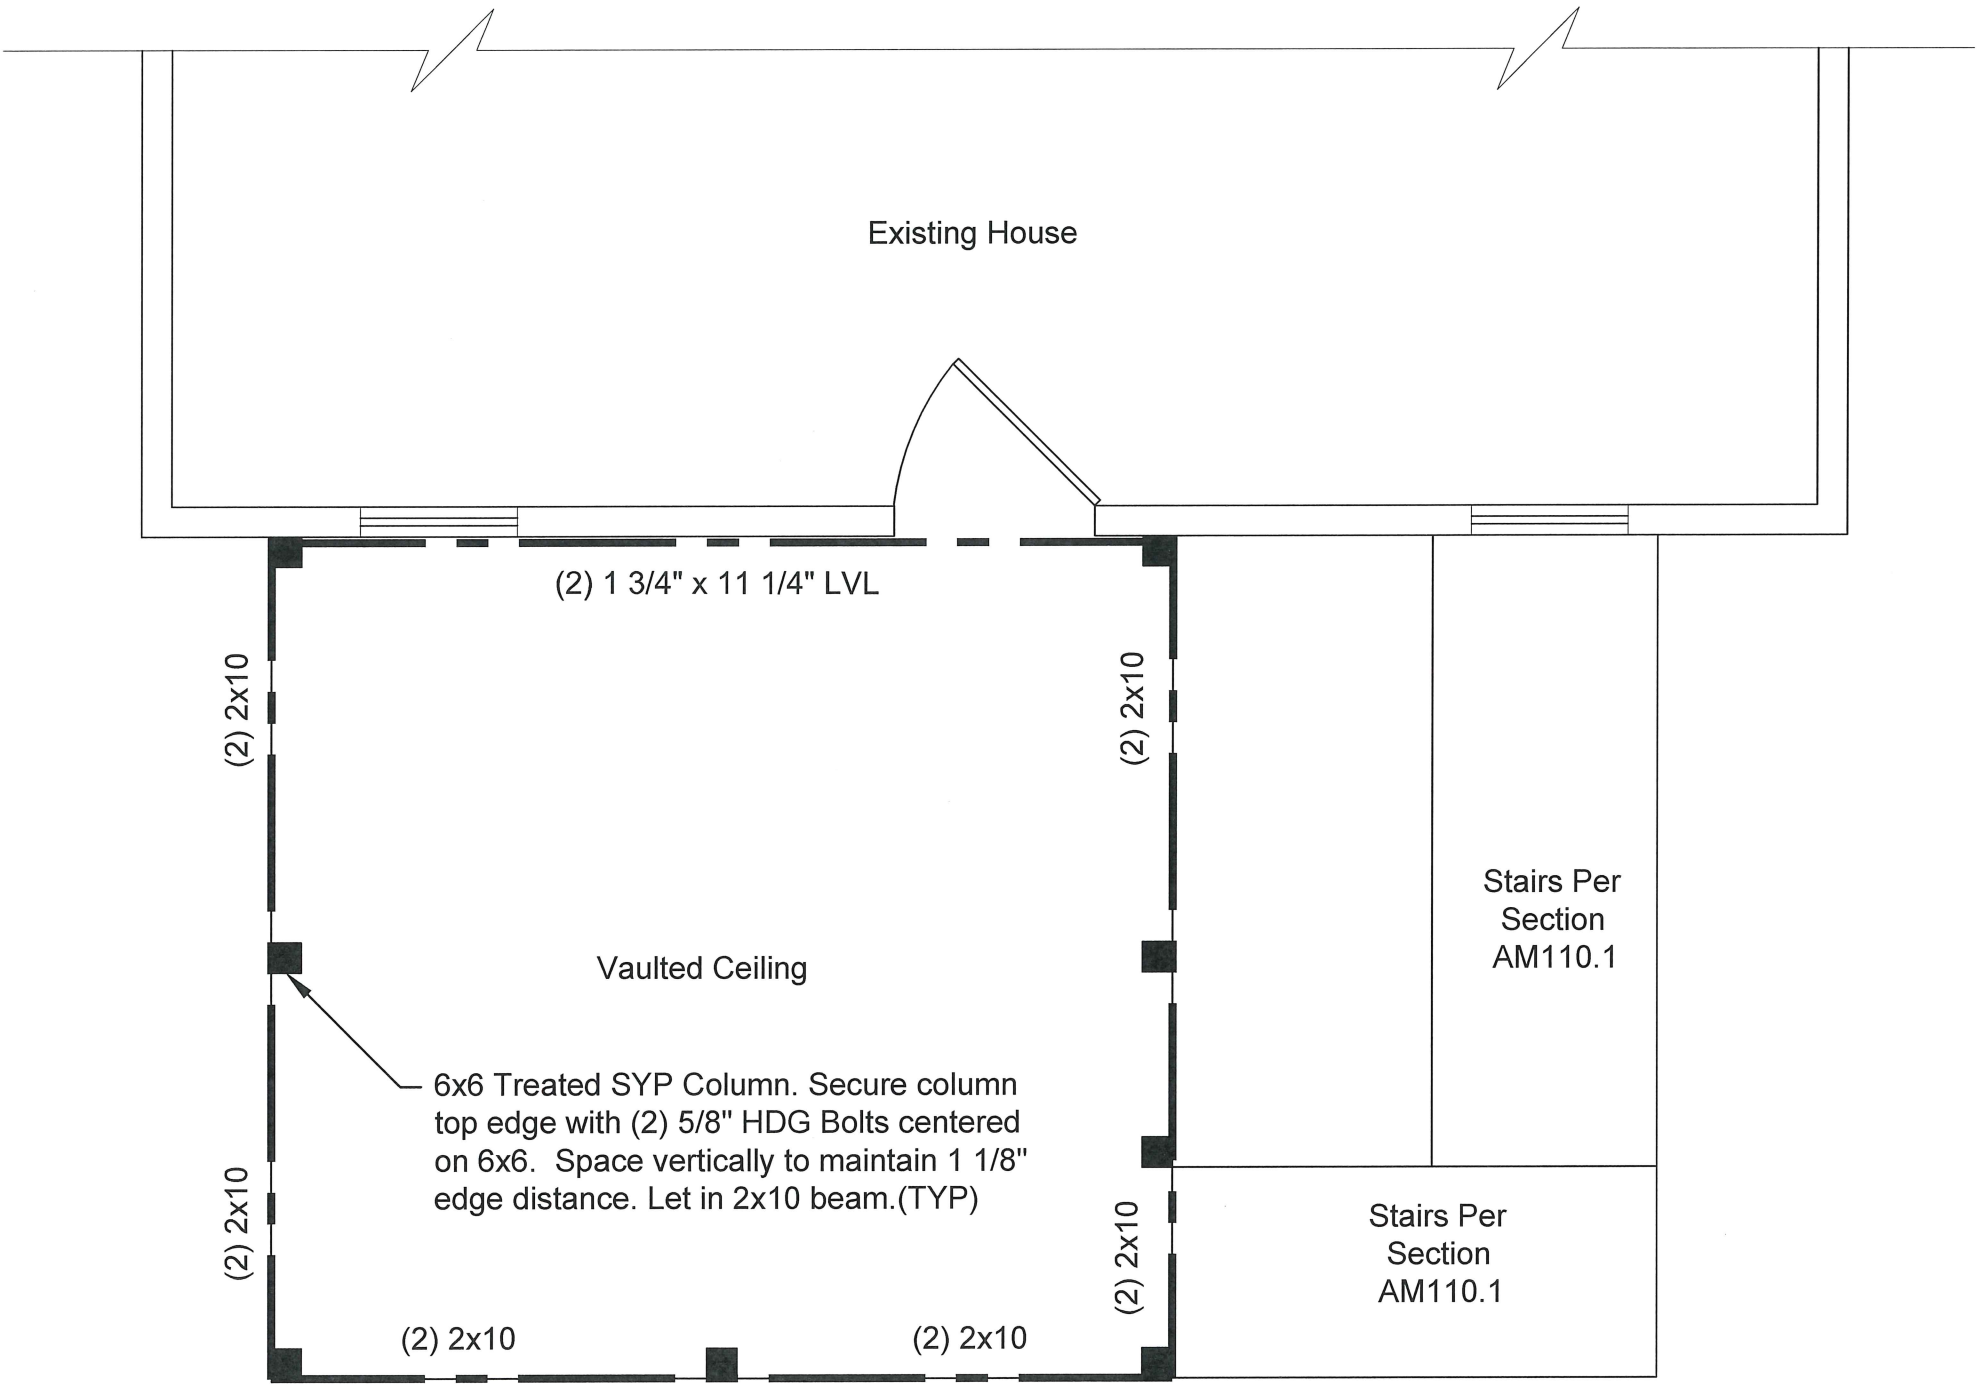 Existing House
(2) 1 3/4" x 11 1/4" LVL
(2) 2x10
(2) 2x10
Stairs Per
Section
AM110.1
Vaulted Ceiling
6x6 Treated SYP Column. Secure column
top edge with (2) 5/8" HDG Bolts centered
on 6x6. Space vertically to maintain 1 1/8"
edge distance. Let in 2x10 beam.(TYP)
(2) 2x10
(2) 2x10
Stairs Per
Section
AM110.1
(2) 2x10
(2) 2x10